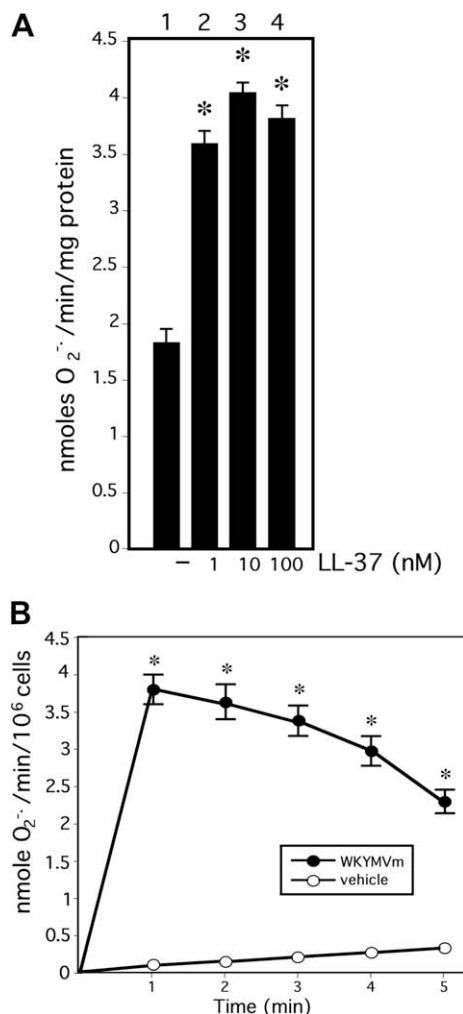 A
1 2 3 4
4.5
4
3.5
3
2.5
2
1.5
1
0.5
0
nmoles O₂⁻· /min/mg protein
* * *
– 1 10 100 LL-37 (nM)
B
4.5
4
3.5
3
2.5
2
1.5
1
0.5
0
nmole O₂⁻· /min/10⁶ cells
* * * * *
WKYMVm
vehicle
1 2 3 4 5
Time (min)